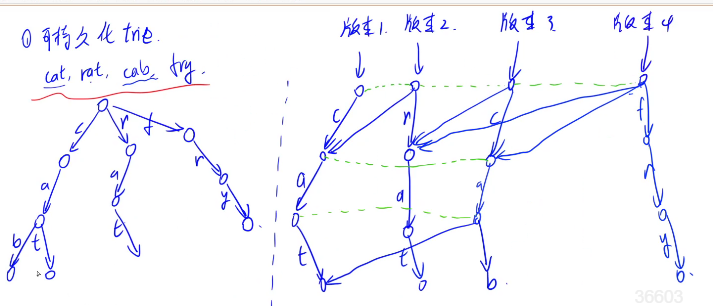 ① 可持久化 trie.
cat, rat, cab, try.
版本1. 版本2. 版本3 版本4
c r t
c r c t
a a r
a a a r
b t t y
t t b. y
36603